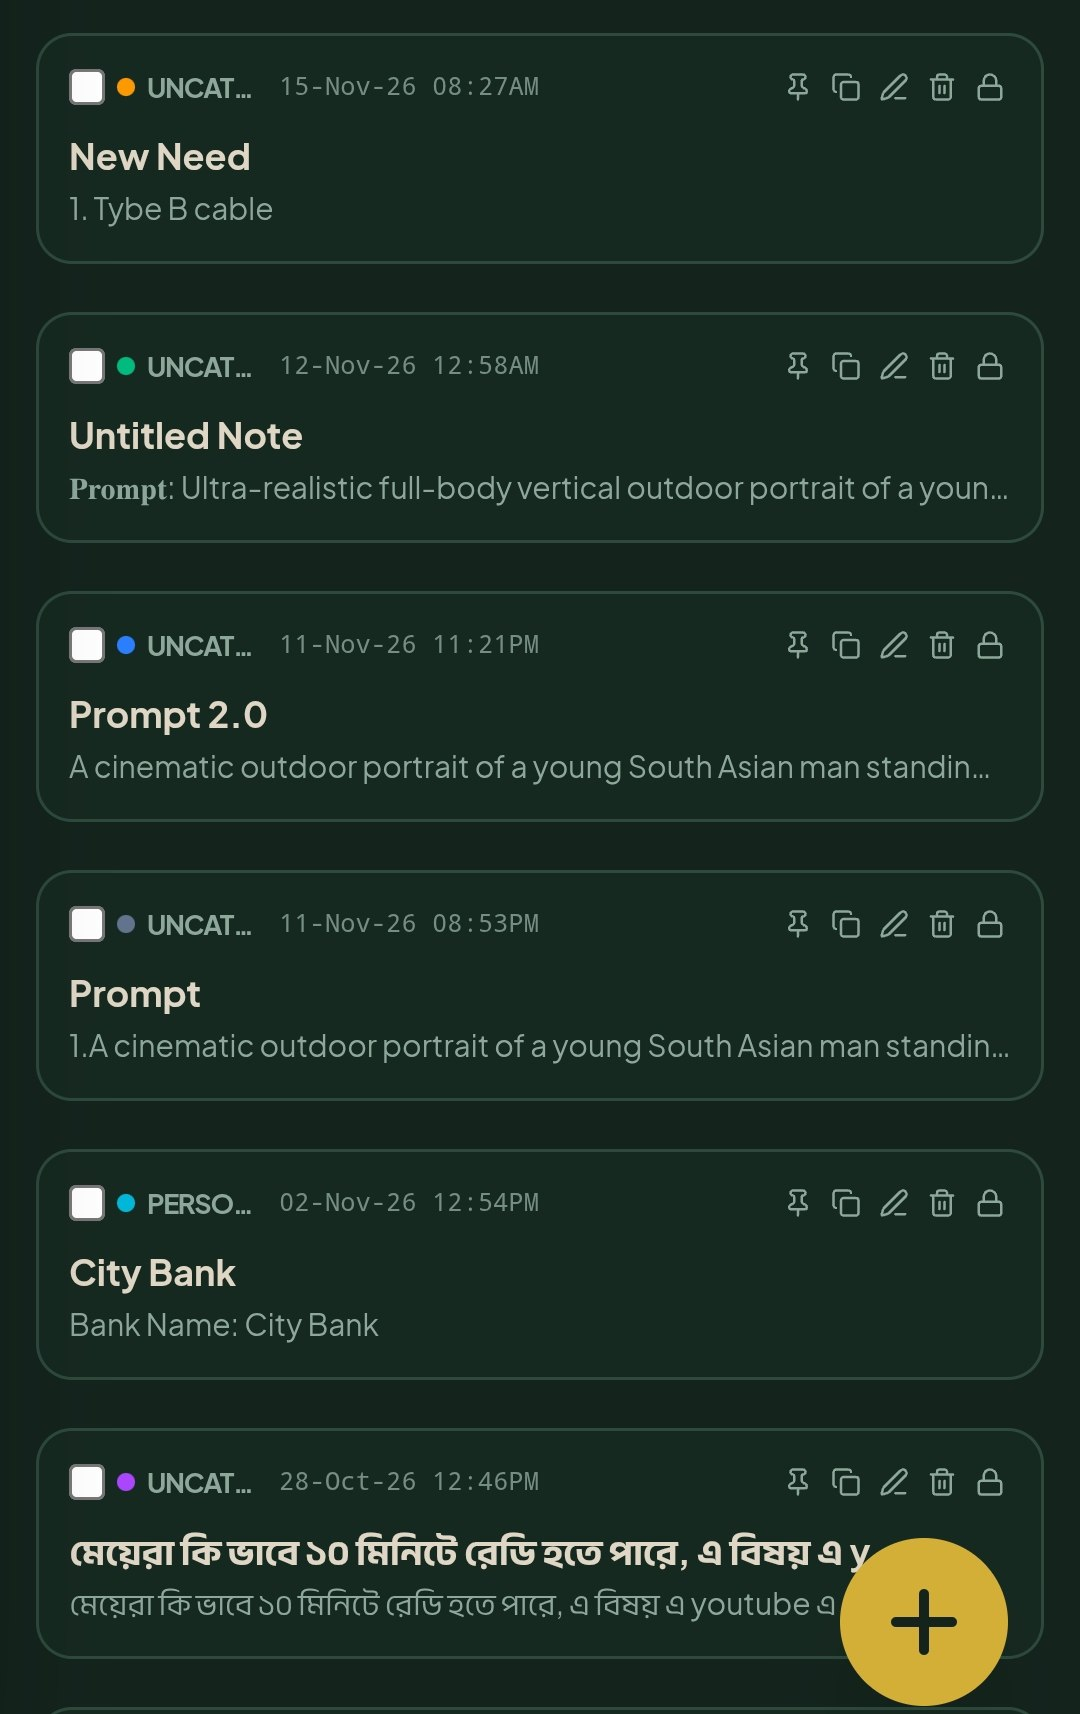 UNCAT... 15-Nov-26 08:27AM
New Need
1. Tybe B cable
UNCAT... 12-Nov-26 12:58AM
Untitled Note
Prompt: Ultra-realistic full-body vertical outdoor portrait of a youn...
UNCAT... 11-Nov-26 11:21PM
Prompt 2.0
A cinematic outdoor portrait of a young South Asian man standin...
UNCAT... 11-Nov-26 08:53PM
Prompt
1.A cinematic outdoor portrait of a young South Asian man standin...
PERSO... 02-Nov-26 12:54PM
City Bank
Bank Name: City Bank
UNCAT... 28-Oct-26 12:46PM
মেয়েরা কি ভাবে ১০ মিনিটে রেডি হতে পারে, এ বিষয় এ y
মেয়েরা কি ভাবে ১০ মিনিটে রেডি হতে পারে, এ বিষয় এ youtube এ